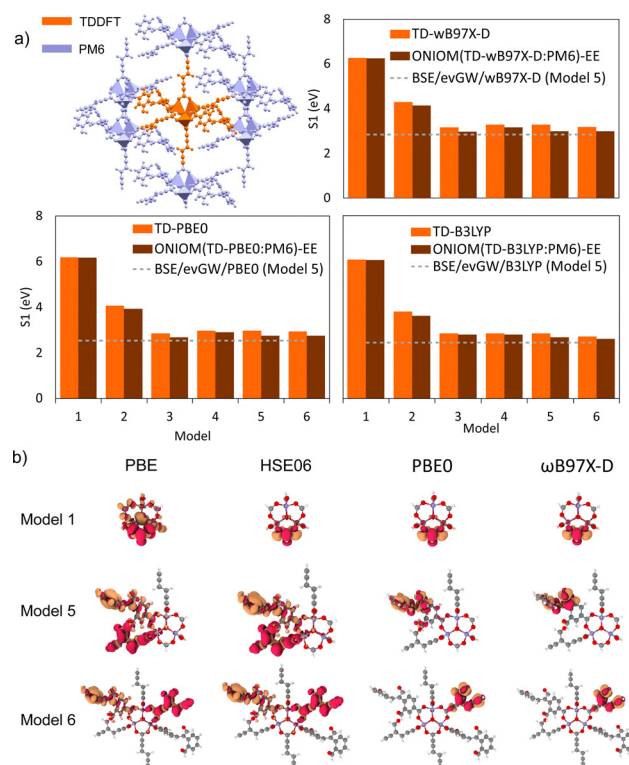 a)
TDDFT
PM6
8
6
4
2
0
S1 (eV)
TD-wB97X-D
ONIOM(TD-wB97X-D:PM6)-EE
BSE/evGW/wB97X-D (Model 5)
8
6
4
2
0
S1 (eV)
TD-PBE0
ONIOM(TD-PBE0:PM6)-EE
BSE/evGW/PBE0 (Model 5)
1 2 3 4 5 6
Model
TD-B3LYP
ONIOM(TD-B3LYP:PM6)-EE
BSE/evGW/B3LYP (Model 5)
1 2 3 4 5 6
Model
b)
PBE HSE06 PBE0 ωB97X-D
Model 1
Model 5
Model 6